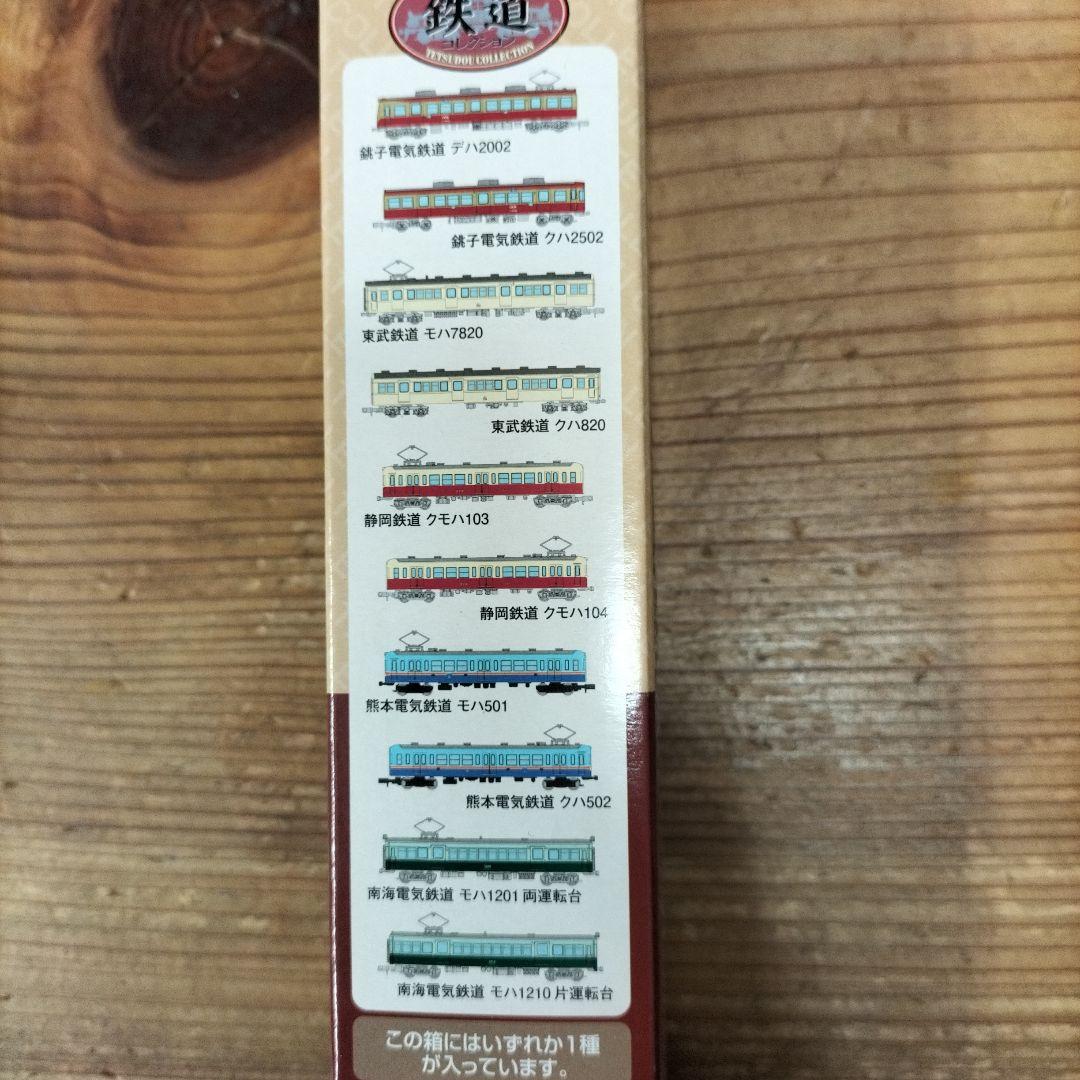 鉄道
コレクション
TETSUDOU COLLECTION
銚子電気鉄道 デハ2002
銚子電気鉄道 クハ2502
東武鉄道 モハ7820
東武鉄道 クハ820
静岡鉄道 クモハ103
静岡鉄道 クモハ104
熊本電気鉄道 モハ501
熊本電気鉄道 クハ502
南海電気鉄道 モハ1201 両運転台
南海電気鉄道 モハ1210 片運転台
この箱にはいずれか1種
が入っています。